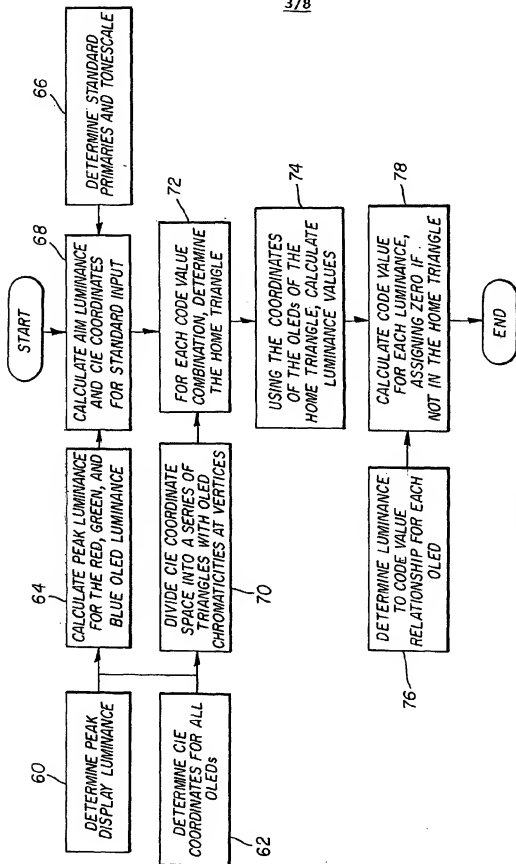 3/8
START
66
DETERMINE STANDARD
PRIMARIES AND TONESCALE
68
CALCULATE AIM LUMINANCE
AND CIE COORDINATES
FOR STANDARD INPUT
64
CALCULATE PEAK LUMINANCE
FOR THE RED, GREEN, AND
BLUE OLED LUMINANCE
60
DETERMINE PEAK
DISPLAY LUMINANCE
62
DETERMINE CIE
COORDINATES FOR ALL
OLEDs
70
DIVIDE CIE COORDINATE
SPACE INTO A SERIES OF
TRIANGLES WITH OLED
CHROMATICITIES AT VERTICES
72
FOR EACH CODE VALUE
COMBINATION, DETERMINE
THE HOME TRIANGLE
74
USING THE COORDINATES
OF THE OLEDs OF THE
HOME TRIANGLE, CALCULATE
LUMINANCE VALUES
76
DETERMINE LUMINANCE
TO CODE VALUE
RELATIONSHIP FOR EACH
OLED
78
CALCULATE CODE VALUE
FOR EACH LUMINANCE,
ASSIGNING ZERO IF
NOT IN THE HOME TRIANGLE
END